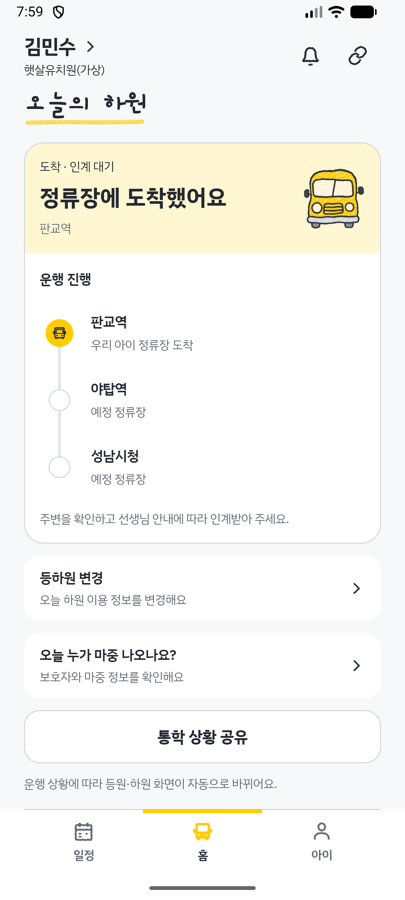 7:59
김민수
햇살유치원(가상)
오늘의 하원
도착 · 인계 대기
정류장에 도착했어요
판교역
운행 진행
판교역
우리 아이 정류장 도착
야탑역
예정 정류장
성남시청
예정 정류장
주변을 확인하고 선생님 안내에 따라 인계받아 주세요.
등하원 변경
오늘 하원 이용 정보를 변경해요
오늘 누가 마중 나오나요?
보호자와 마중 정보를 확인해요
통학 상황 공유
운행 상황에 따라 등원·하원 화면이 자동으로 바뀌어요.
일정
홈
아이